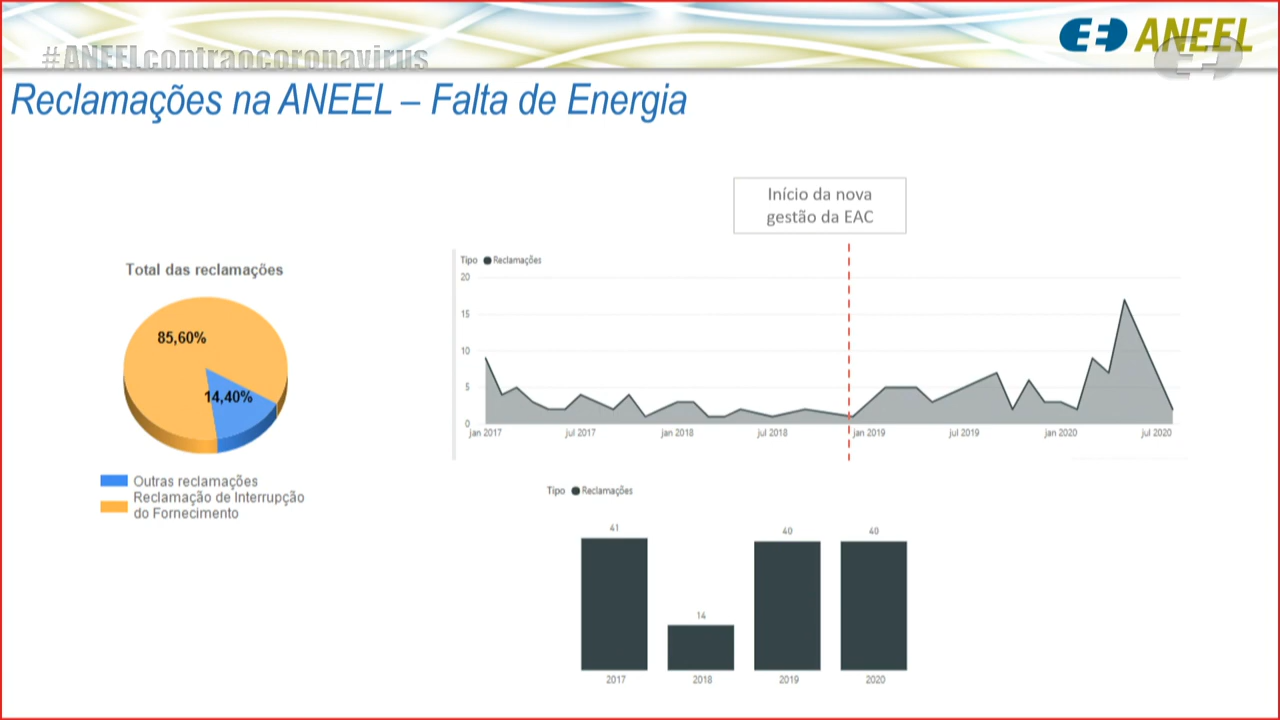 #ANEELcontraocoronavirus
ANEEL
Reclamações na ANEEL – Falta de Energia
Início da nova
gestão da EAC
Total das reclamações
85,60%
14,40%
Outras reclamações
Reclamação de Interrupção
do Fornecimento
Tipo Reclamações
20
15
10
5
0
jan 2017 jul 2017 jan 2018 jul 2018 jan 2019 jul 2019 jan 2020 jul 2020
Tipo Reclamações
41 14 40 40
2017 2018 2019 2020